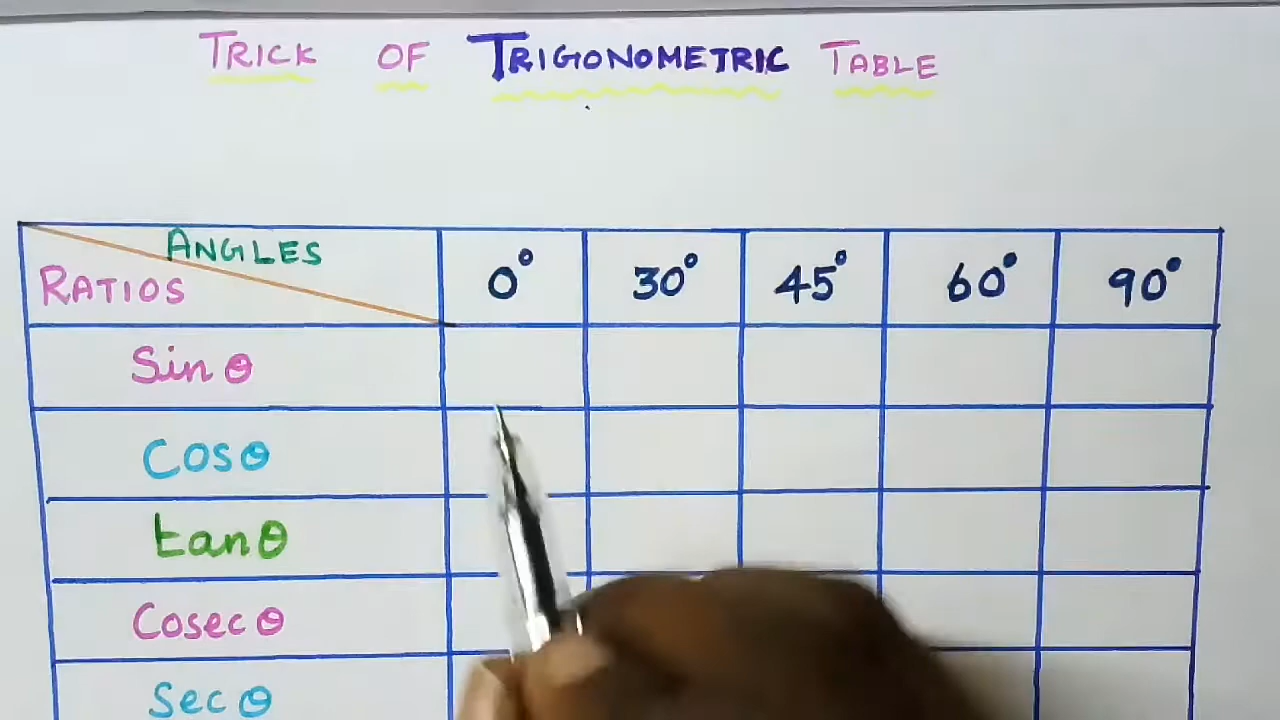 TRICK OF TRIGONOMETRIC TABLE
ANGLES
RATIOS 0° 30° 45° 60° 90°
Sin θ
Cos θ
tan θ
Cosec θ
Sec θ